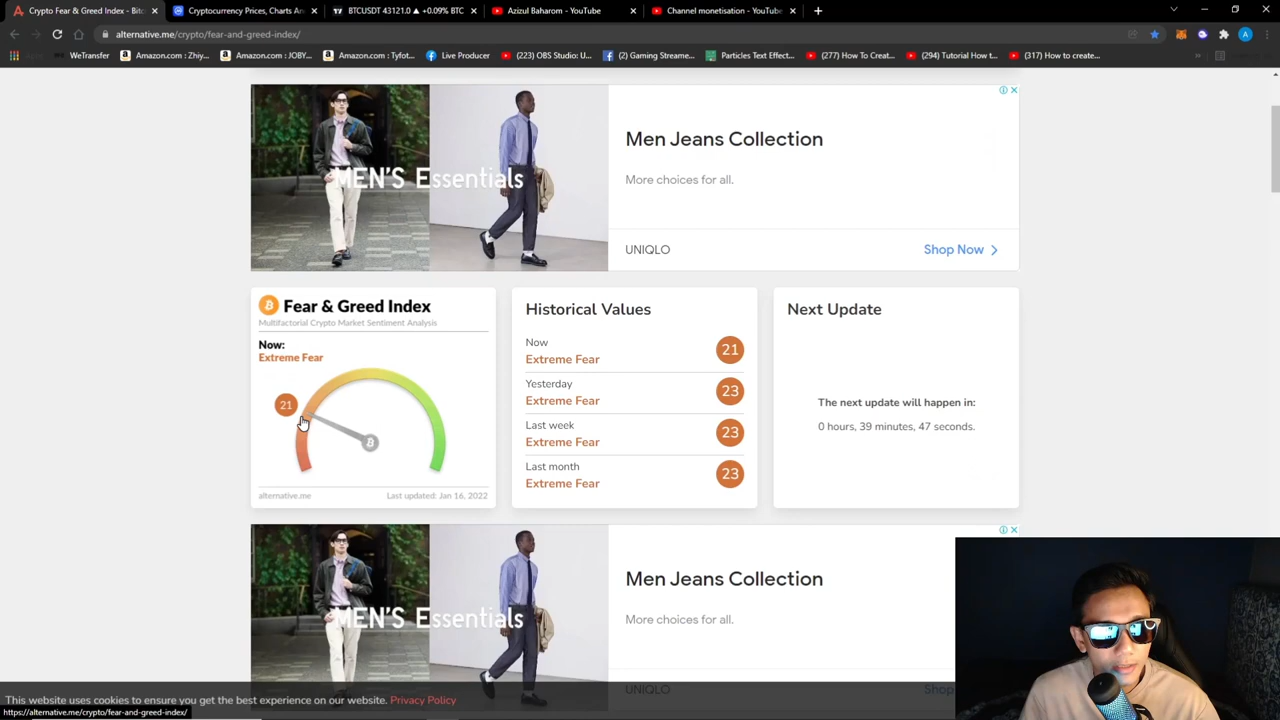 Crypto Fear & Greed Index - Bitco
Cryptocurrency Prices, Charts An
BTCUSDT 43121.0 ▲ +0.09% BTC
Azizul Baharom - YouTube
Channel monetisation - YouTube
alternative.me/crypto/fear-and-greed-index/
A
WeTransfer
Amazon.com : Zhiy...
Amazon.com: JOBY...
Amazon.com : Tyfot...
Live Producer
(223) OBS Studio: U...
(2) Gaming Streame...
Particles Text Effect...
(277) How To Creat...
(294) Tutorial How t...
(317) How to create...
MEN'S Essentials
Men Jeans Collection
More choices for all.
UNIQLO
Shop Now
Fear & Greed Index
Multifactorial Crypto Market Sentiment Analysis
Now:
Extreme Fear
21
alternative.me
Last updated: Jan 16, 2022
Historical Values
Now
Extreme Fear
21
Yesterday
Extreme Fear
23
Last week
Extreme Fear
23
Last month
Extreme Fear
23
Next Update
The next update will happen in:
0 hours, 39 minutes, 47 seconds.
MEN'S Essentials
Men Jeans Collection
More choices for all.
UNIQLO
Shop
This website uses cookies to ensure you get the best experience on our website. Privacy Policy
https://alternative.me/crypto/fear-and-greed-index/